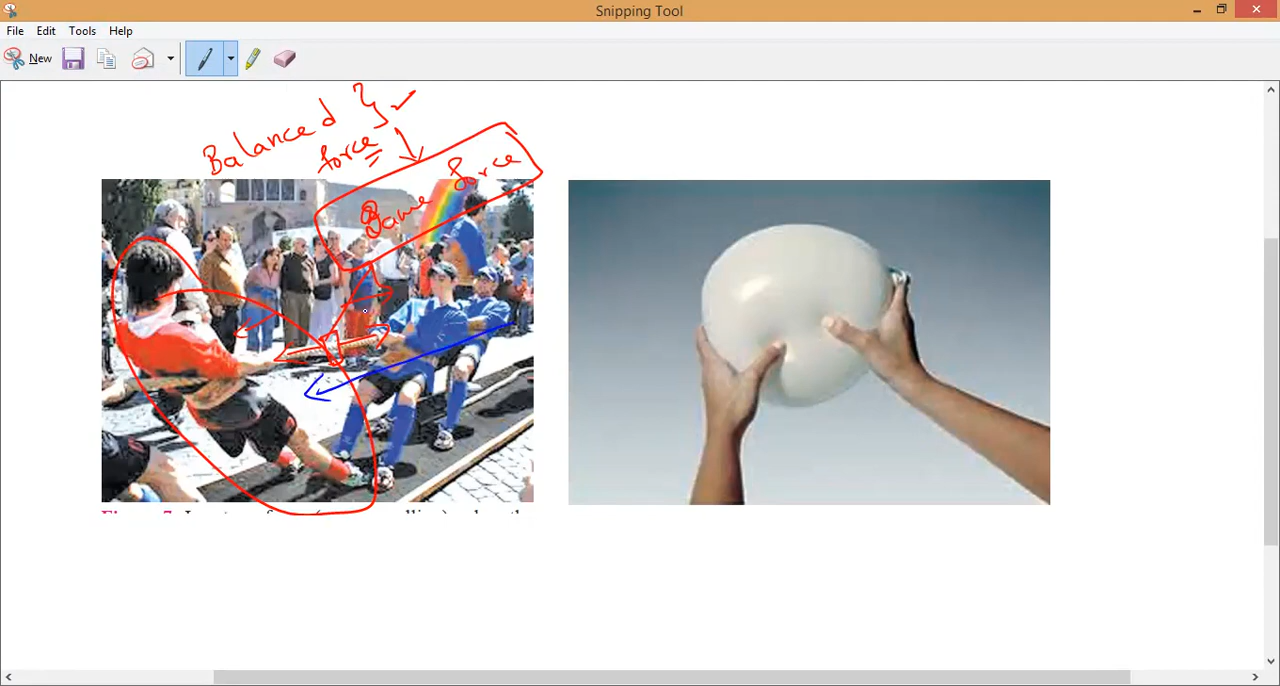 Snipping Tool
File Edit Tools Help
New
Balanced
force
Same force